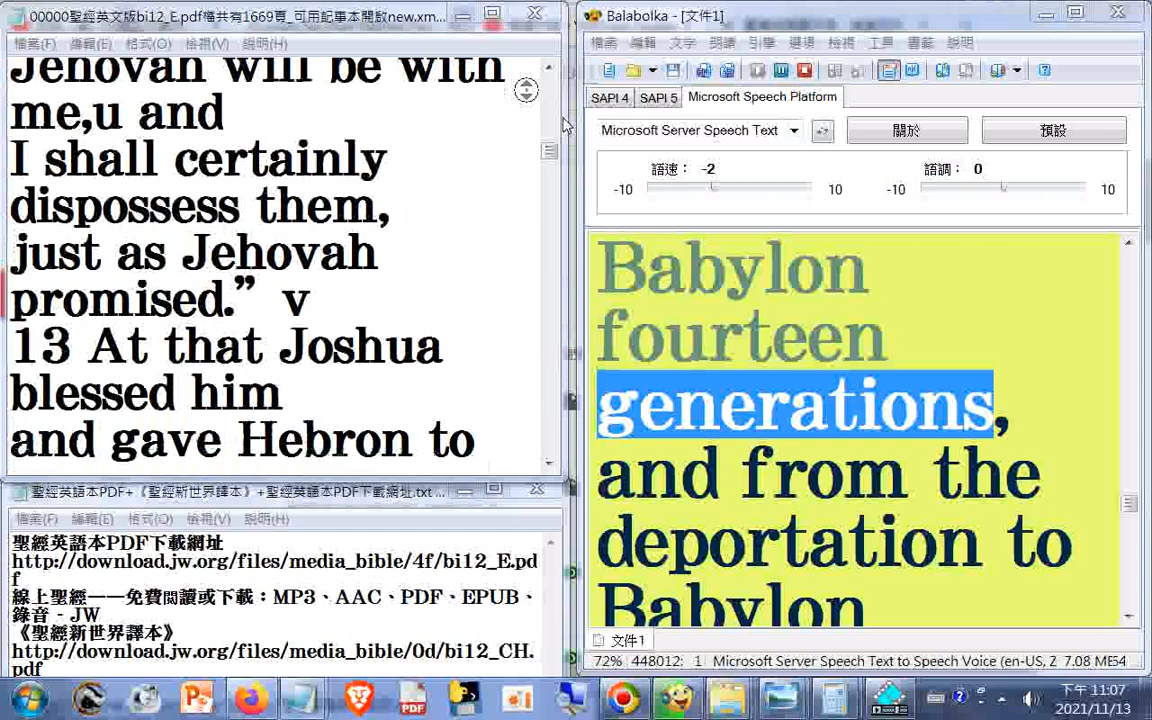 00000聖經英文版bi12_E.pdf檔共有1669頁_可用記事本開啟new.xm...
檔案(F) 編輯(E) 格式(O) 檢視(V) 說明(H)
Jehovah will be with
me,u and
I shall certainly
dispossess them,
just as Jehovah
promised.” v
13 At that Joshua
blessed him
and gave Hebron to
聖經英語本PDF+《聖經新世界譯本》+聖經英語本PDF下載網址.txt ...
檔案(F) 編輯(E) 格式(O) 檢視(V) 說明(H)
聖經英語本PDF下載網址
http://download.jw.org/files/media_bible/4f/bi12_E.pd
f
線上聖經——免費閱讀或下載：MP3、AAC、PDF、EPUB、
錄音 - JW
《聖經新世界譯本》
http://download.jw.org/files/media_bible/0d/bi12_CH.
pdf
Balabolka - [文件1]
檔案 編輯 文字 朗讀 引擎 選項 檢視 工具 書籤 說明
SAPI 4 SAPI 5 Microsoft Speech Platform
Microsoft Server Speech Text 關於 預設
語速： -2 語調： 0
-10 10 -10 10
Babylon
fourteen
generations,
and from the
deportation to
Babylon
文件1
72% 448012: 1 Microsoft Server Speech Text to Speech Voice (en-US, Z 7.08 ME54
PDF
下午 11:07
2021/11/13